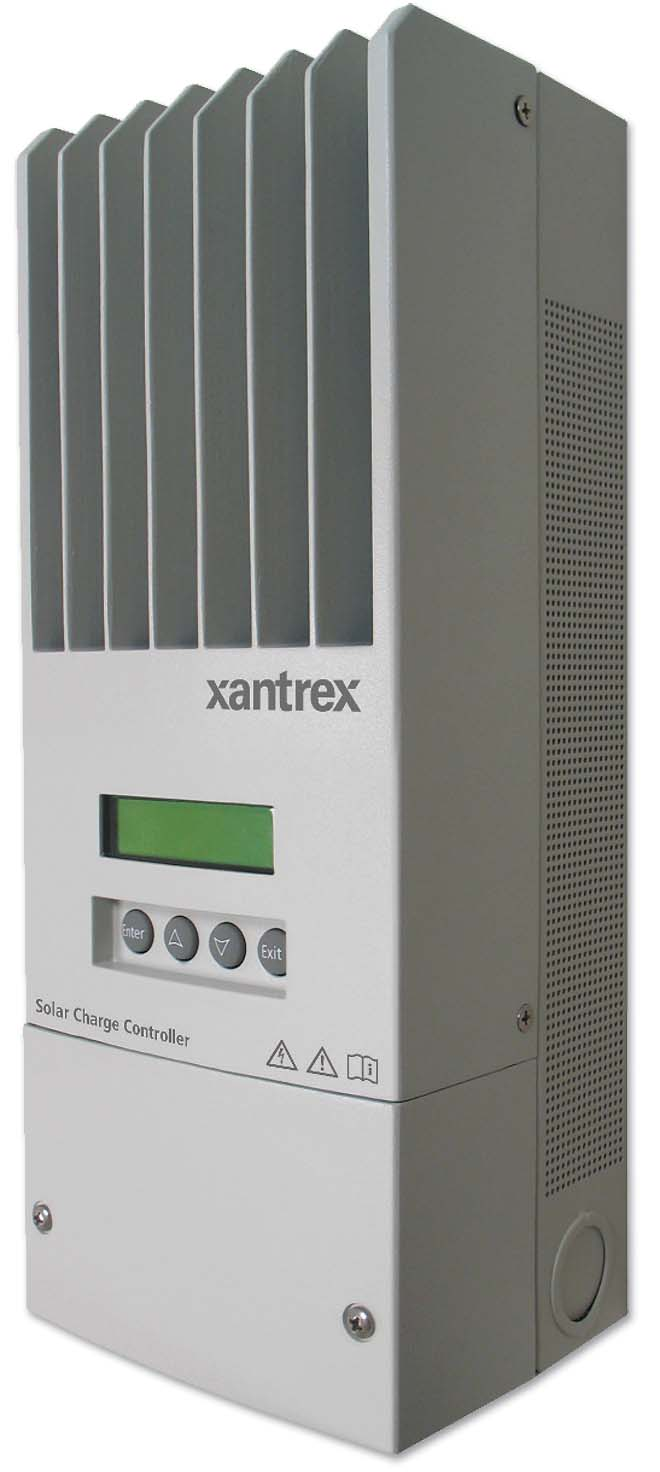 xantrex
Enter
Exit
Solar Charge Controller